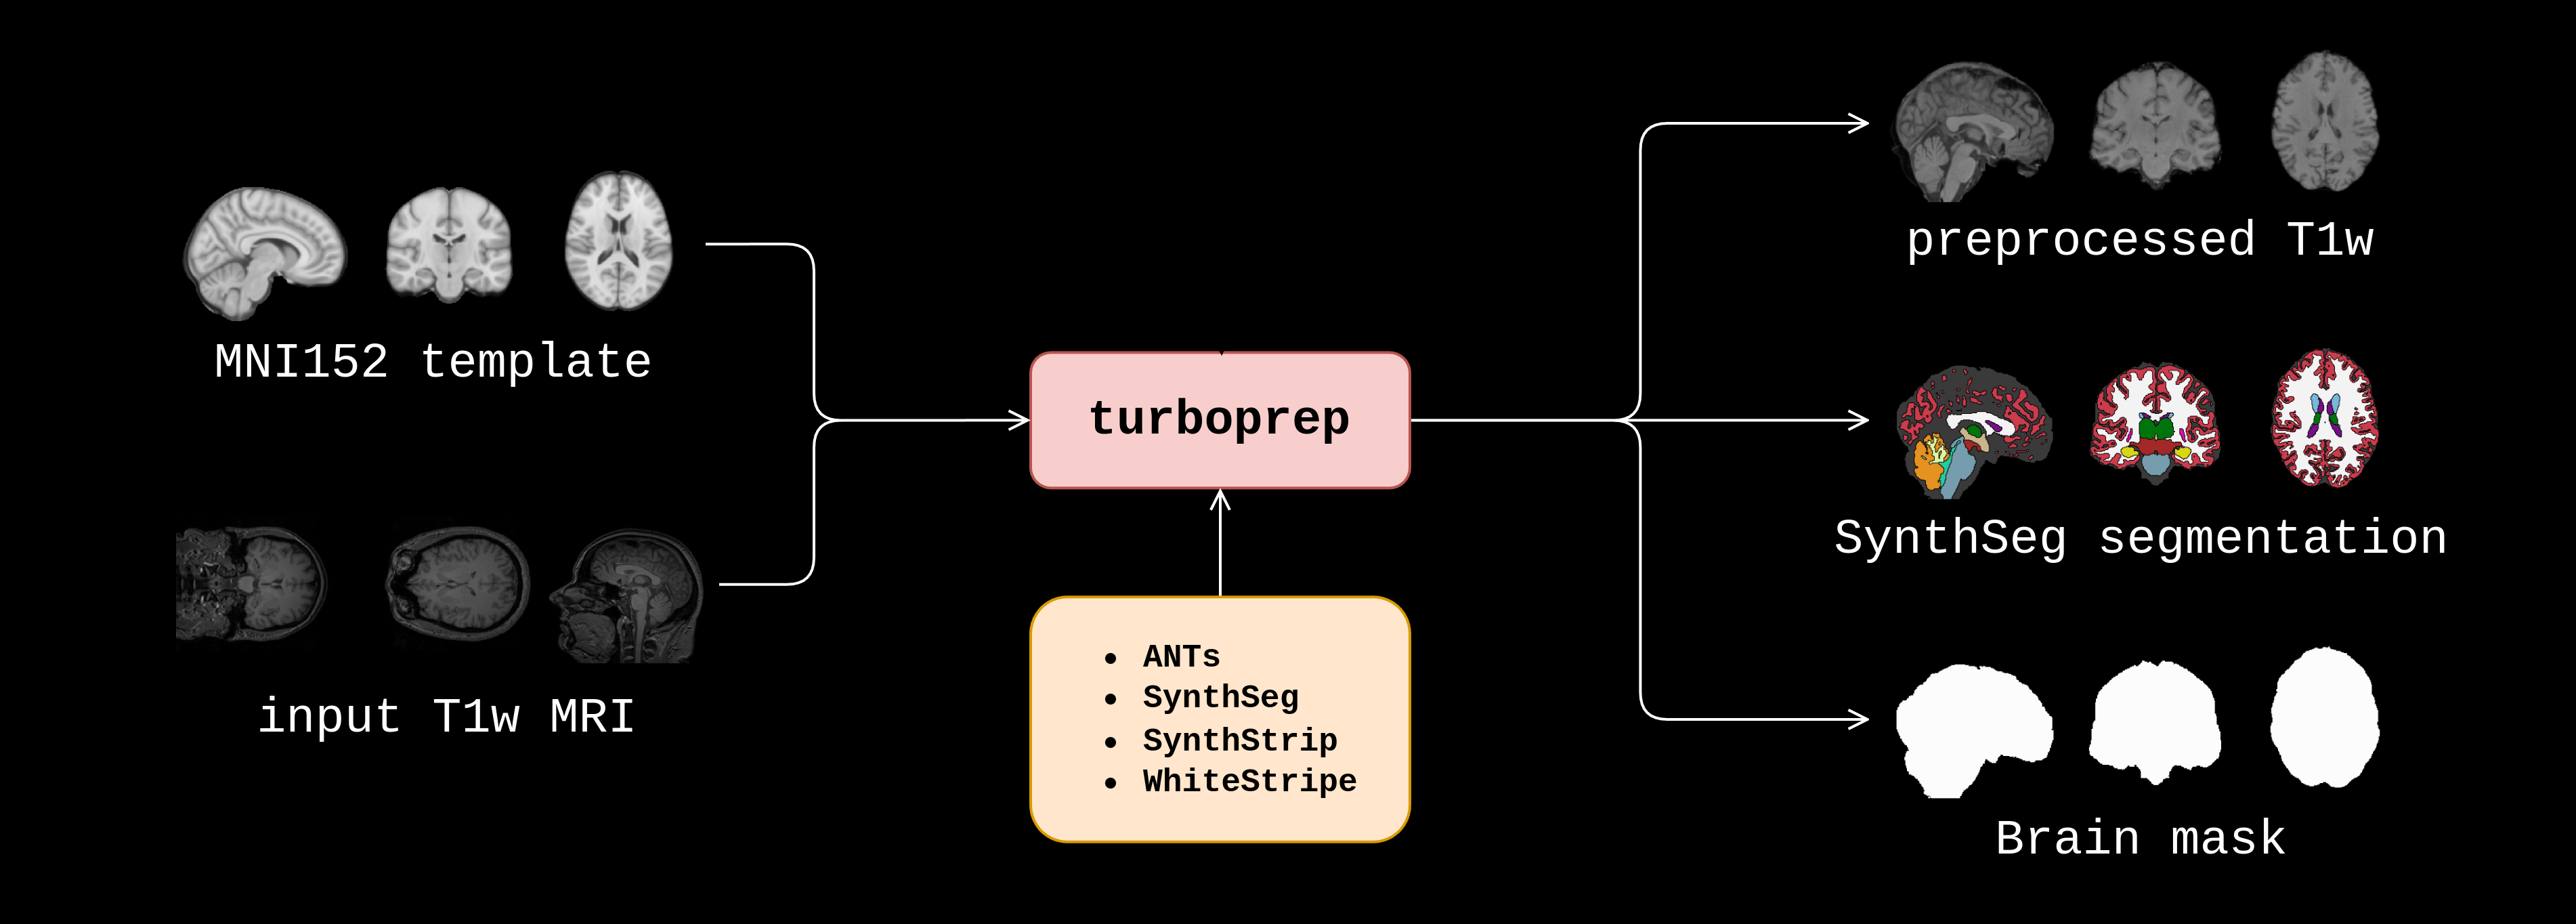 MNI152 template
input T1w MRI
turboprep
• ANTs
• SynthSeg
• SynthStrip
• WhiteStripe
preprocessed T1w
SynthSeg segmentation
Brain mask